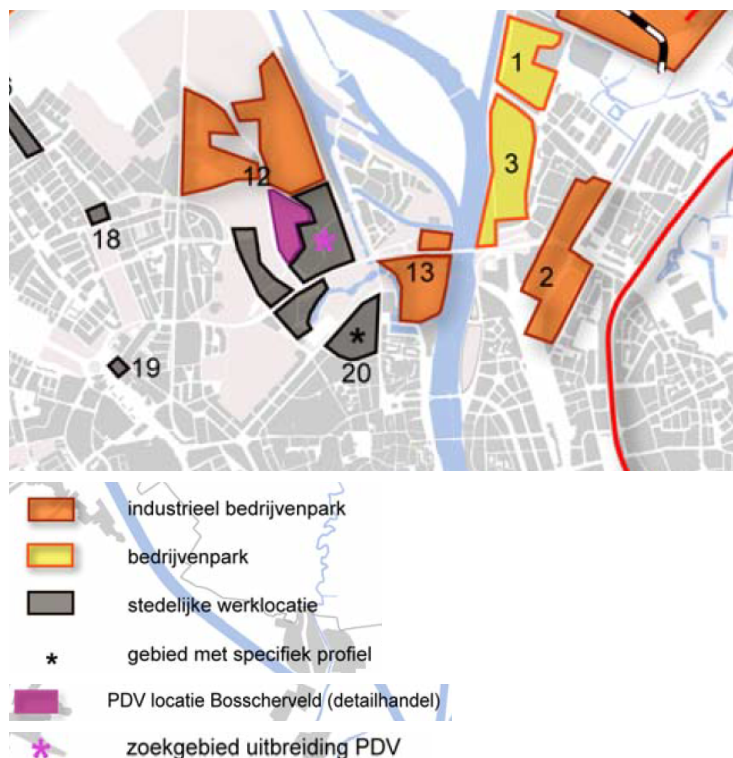 1
3
12
18
13
2
19
20
*
industrieel bedrijvenpark
bedrijvenpark
stedelijke werklocatie
* gebied met specifiek profiel
PDV locatie Bosscherveld (detailhandel)
* zoekgebied uitbreiding PDV